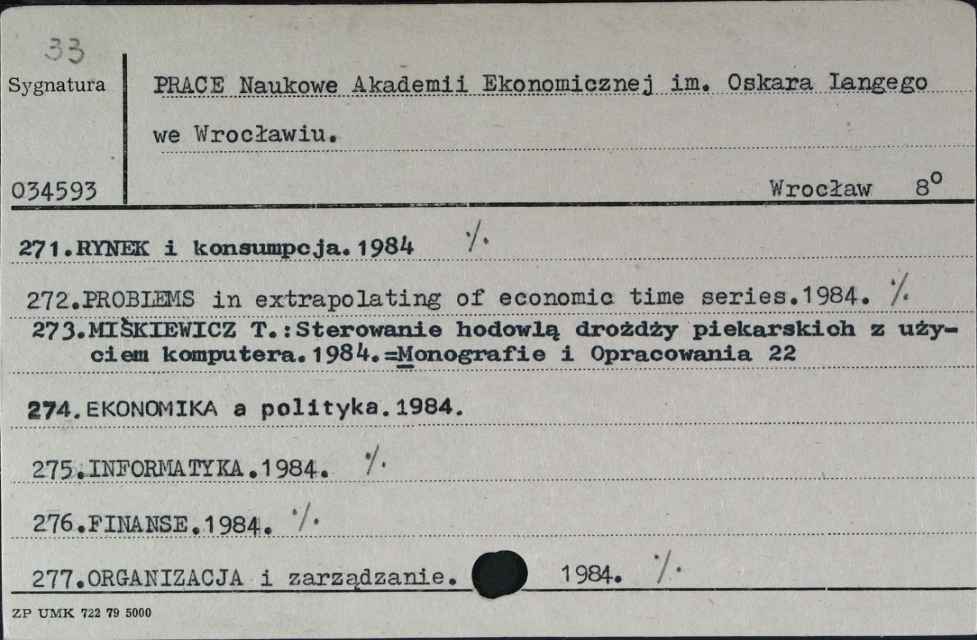 33
Sygnatura
PRACE Naukowe Akademii Ekonomicznej im. Oskara Langego
we Wrocławiu.
034593
Wrocław 8°
271.RYNEK i konsumpcja.1984 ·/.
272.PROBLEMS in extrapolating of economic time series.1984. ·/.
273.MIŚKIEWICZ T.:Sterowanie hodowlą drożdży piekarskich z uży-
ciem komputera.1984.=Monografie i Opracowania 22
274.EKONOMIKA a polityka.1984.
275.INFORMATYKA.1984. ·/.
276.FINANSE.1984. ·/.
277.ORGANIZACJA i zarządzanie. 1984. ·/.
ZP UMK 722 79 5000